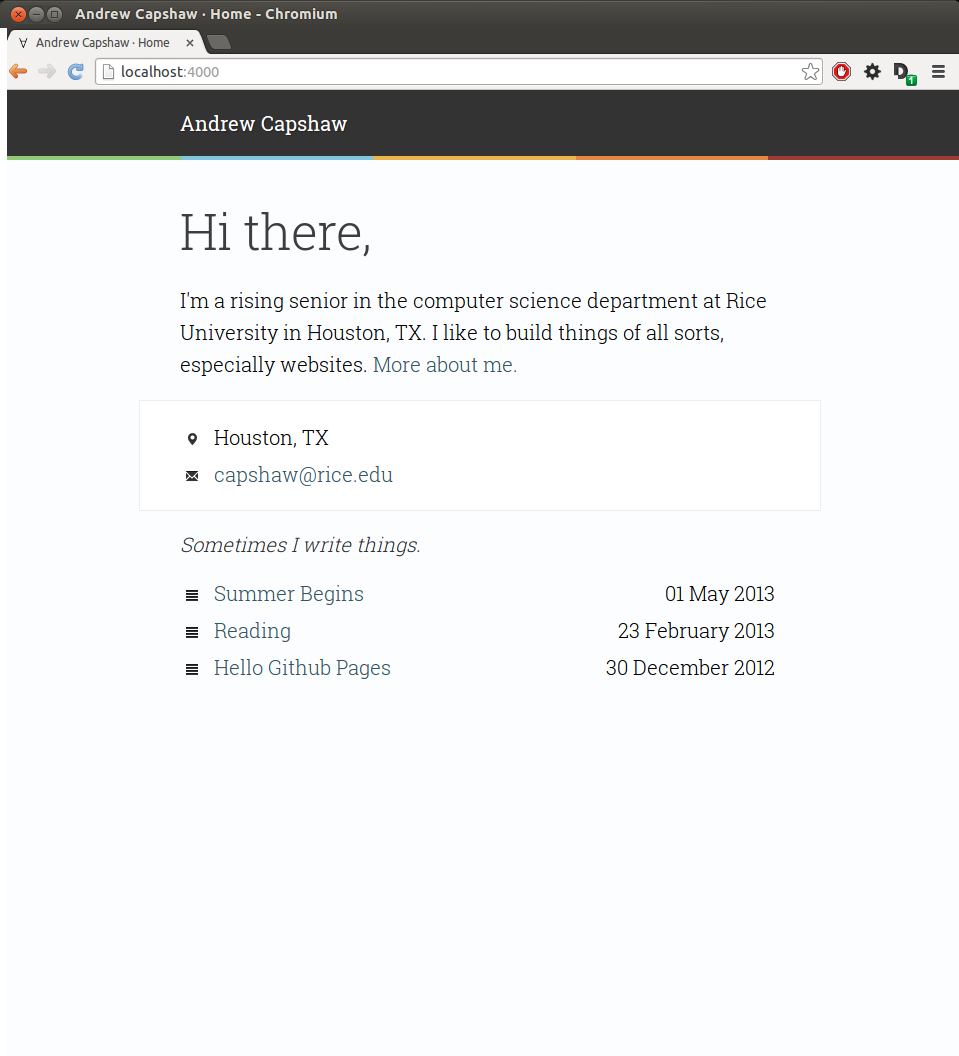 Andrew Capshaw · Home - Chromium
∀ Andrew Capshaw · Home
localhost:4000
D 1
Andrew Capshaw
Hi there,
I'm a rising senior in the computer science department at Rice
University in Houston, TX. I like to build things of all sorts,
especially websites. More about me.
Houston, TX
capshaw@rice.edu
Sometimes I write things.
Summer Begins 01 May 2013
Reading 23 February 2013
Hello Github Pages 30 December 2012